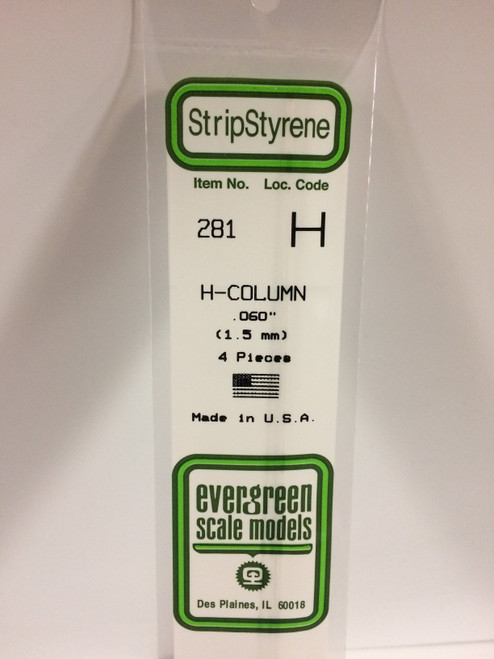 StripStyrene
Item No. Loc. Code
281 H
H-COLUMN
.060"
(1.5 mm)
4 Pieces
Made in U.S.A.
evergreen
scale models
Des Plaines, IL 60018